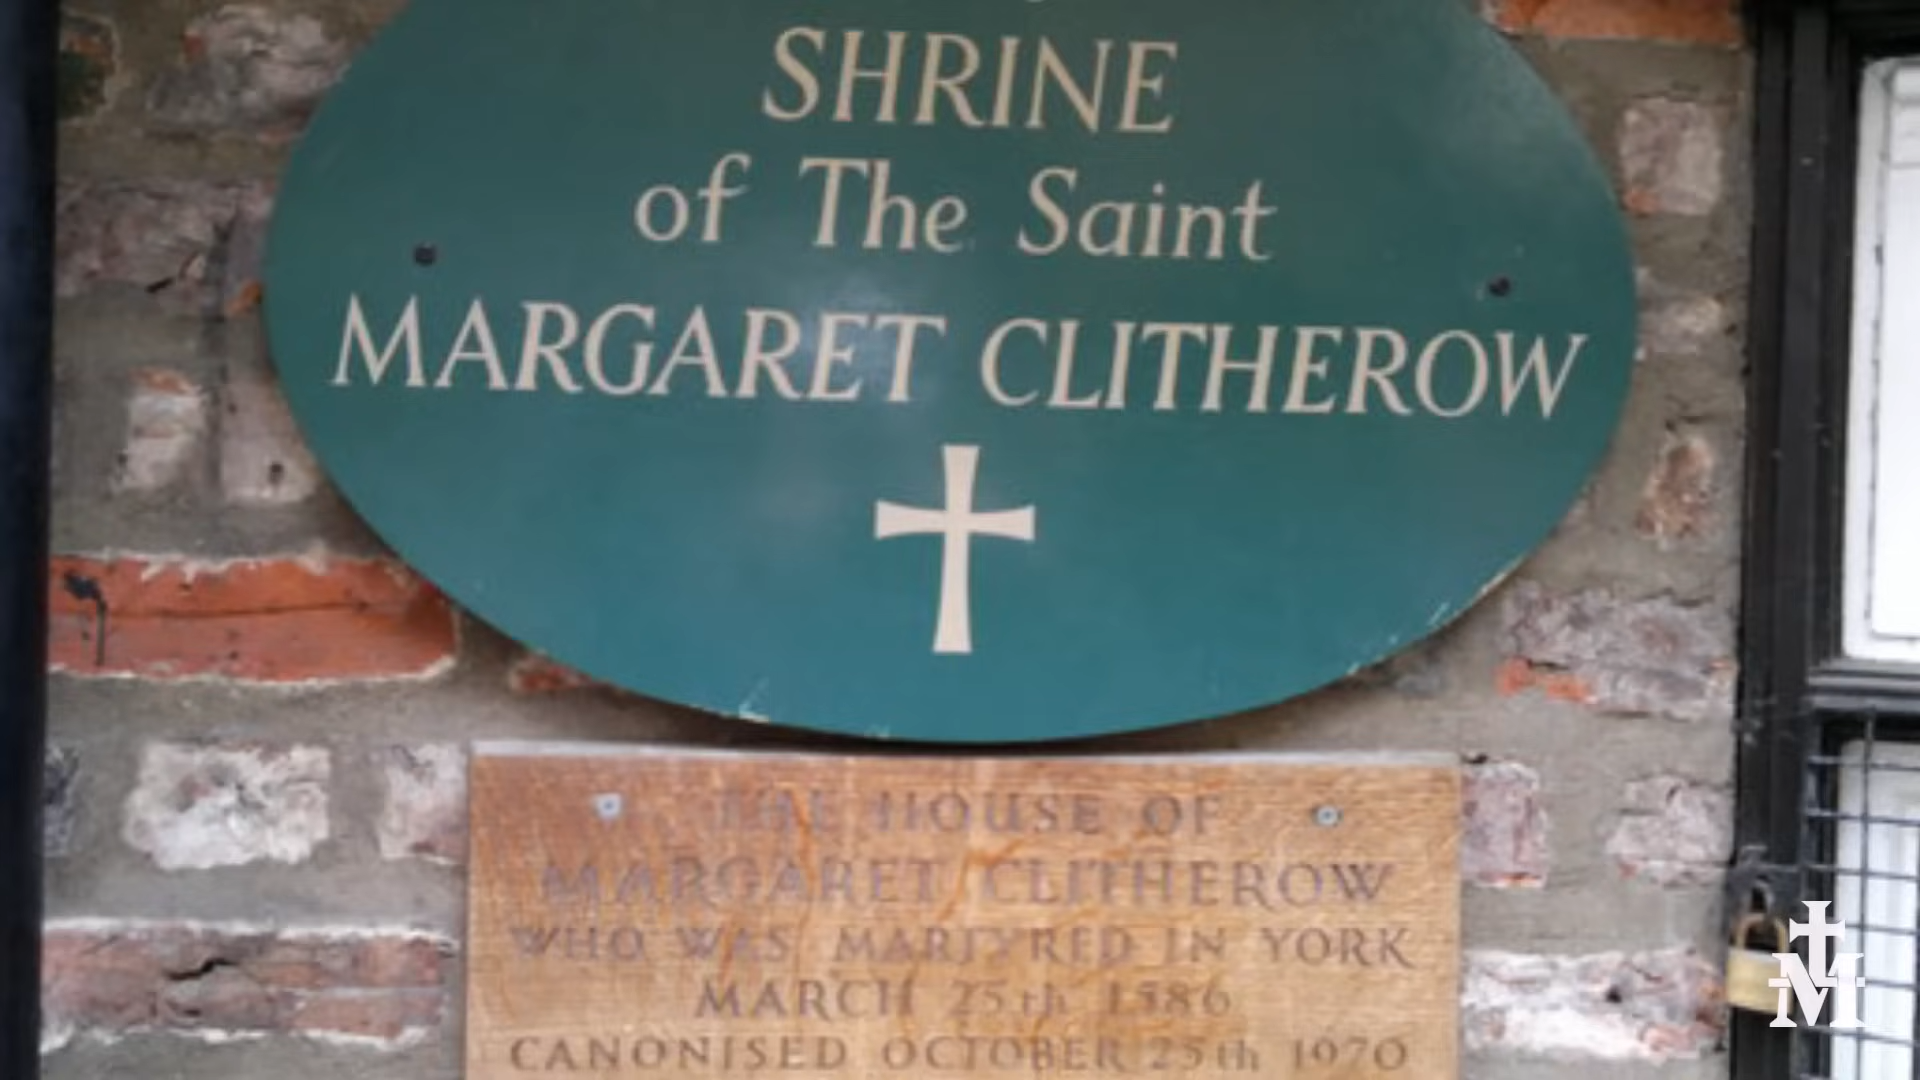 SHRINE
of The Saint
MARGARET CLITHEROW
THE HOUSE OF
MARGARET CLITHEROW
WHO WAS MARTYRED IN YORK
MARCH 25th 1586
CANONISED OCTOBER 25th 1970